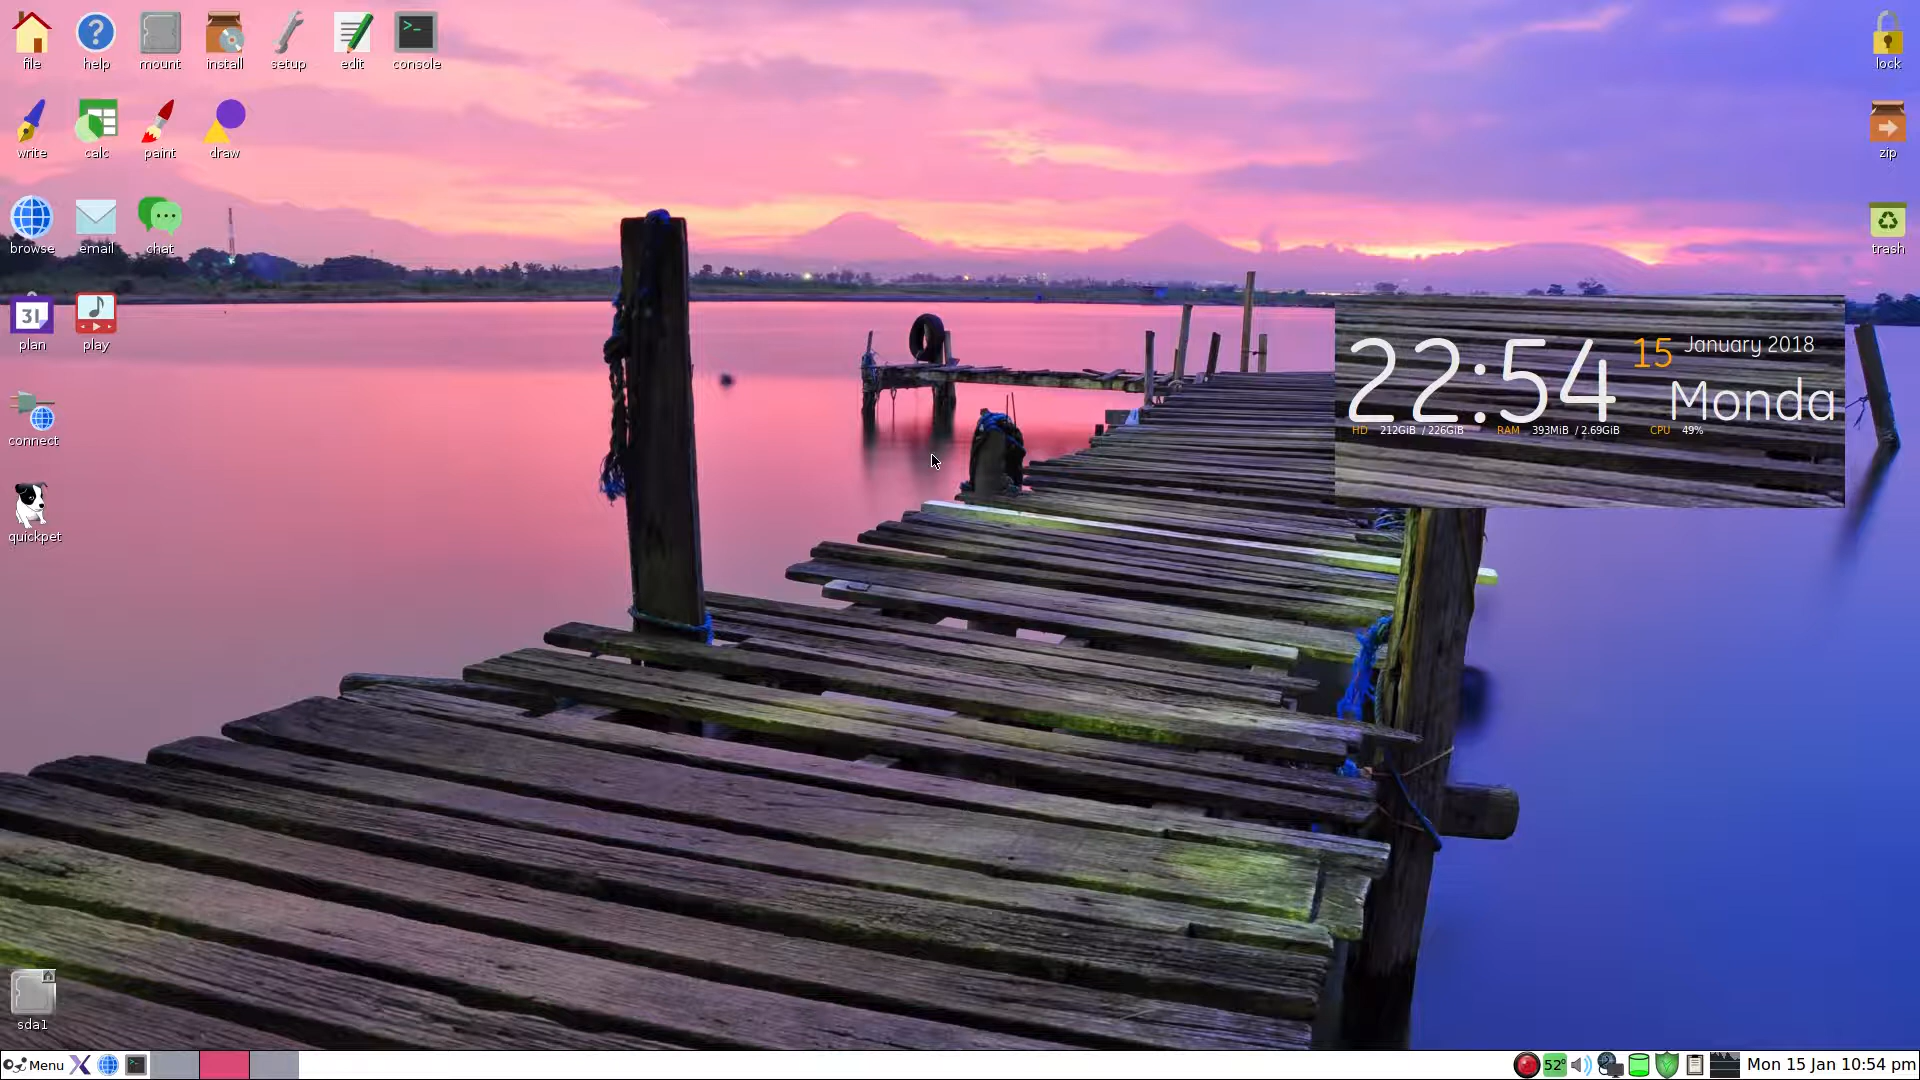 file help mount install setup edit console lock
write calc paint draw zip
browse email chat trash
31
plan play
22:54 15 January 2018
Monda
HD 212GiB / 226GiB RAM 393MiB / 2.69GiB CPU 49%
connect
quickpet
sda1
Menu 52° Mon 15 Jan 10:54 pm